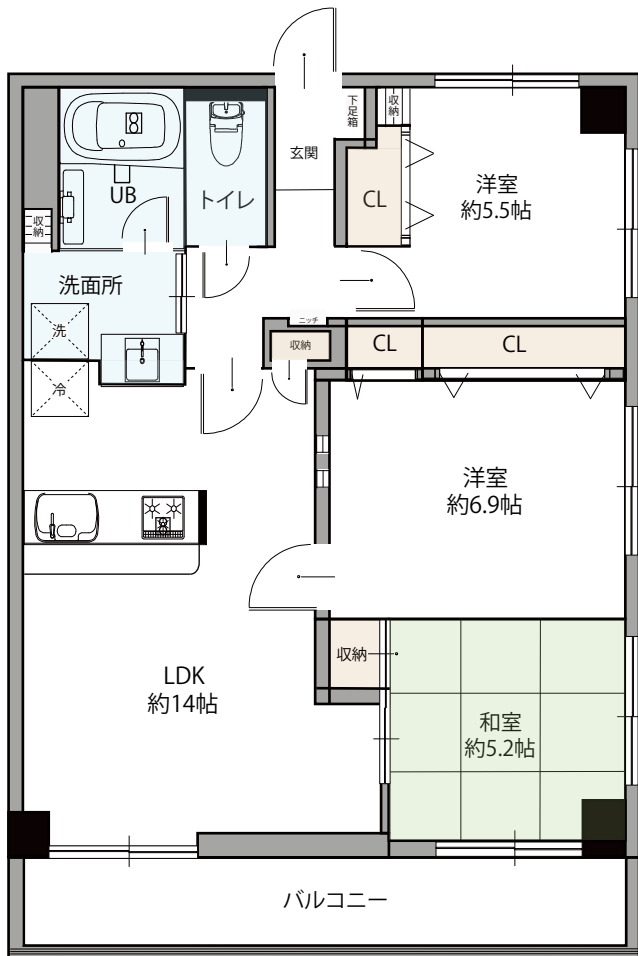 下足箱
収納
玄関
CL
洋室
約5.5帖
UB
トイレ
収納
洗面所
洗
ニッチ
収納
CL
CL
冷
洋室
約6.9帖
収納
LDK
約14帖
和室
約5.2帖
バルコニー